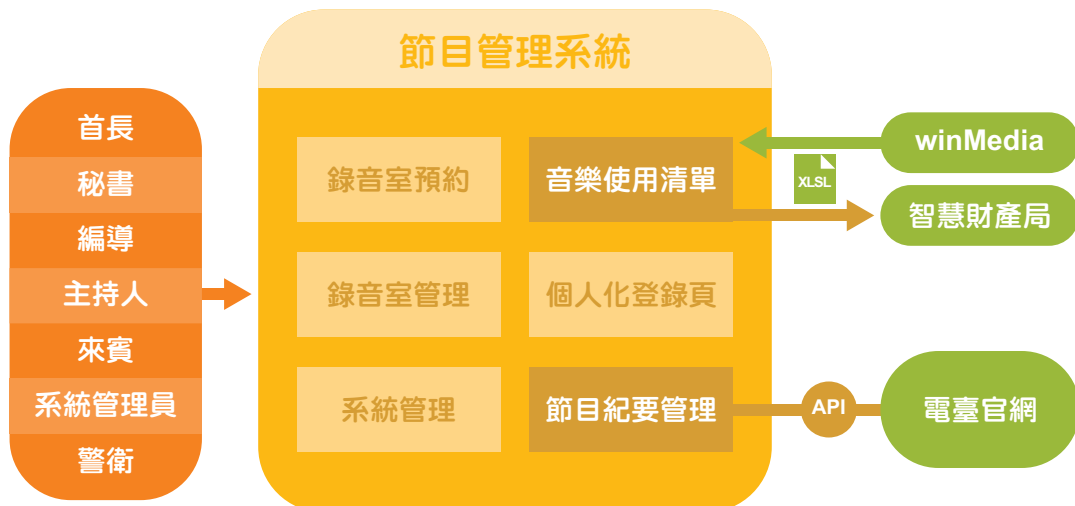 節目管理系統
首長
秘書
編導
主持人
來賓
系統管理員
警衛
錄音室預約
音樂使用清單
錄音室管理
個人化登錄頁
系統管理
節目紀要管理
winMedia
XLSL
智慧財產局
API
電臺官網